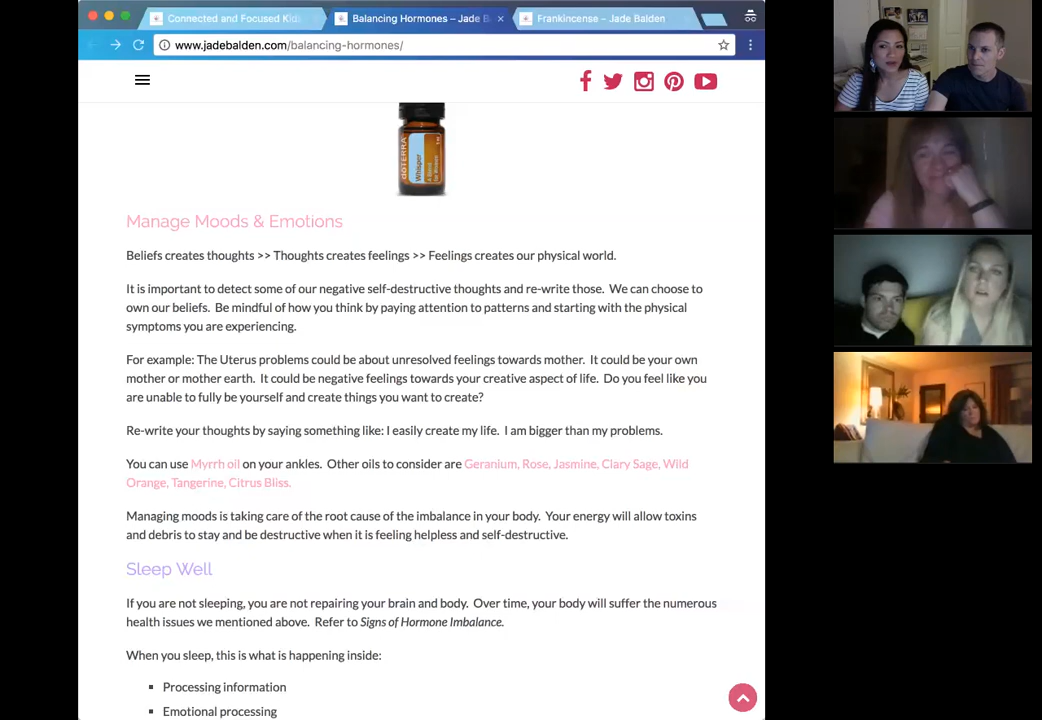 Connected and Focused Kid
Balancing Hormones – Jade B
Frankincense – Jade Balden
www.jadebalden.com/balancing-hormones/
dōTERRA
Whisper
Manage Moods & Emotions
Beliefs creates thoughts >> Thoughts creates feelings >> Feelings creates our physical world.
It is important to detect some of our negative self-destructive thoughts and re-write those. We can choose to
own our beliefs. Be mindful of how you think by paying attention to patterns and starting with the physical
symptoms you are experiencing.
For example: The Uterus problems could be about unresolved feelings towards mother. It could be your own
mother or mother earth. It could be negative feelings towards your creative aspect of life. Do you feel like you
are unable to fully be yourself and create things you want to create?
Re-write your thoughts by saying something like: I easily create my life. I am bigger than my problems.
You can use Myrrh oil on your ankles. Other oils to consider are Geranium, Rose, Jasmine, Clary Sage, Wild
Orange, Tangerine, Citrus Bliss.
Managing moods is taking care of the root cause of the imbalance in your body. Your energy will allow toxins
and debris to stay and be destructive when it is feeling helpless and self-destructive.
Sleep Well
If you are not sleeping, you are not repairing your brain and body. Over time, your body will suffer the numerous
health issues we mentioned above. Refer to Signs of Hormone Imbalance.
When you sleep, this is what is happening inside:
▪ Processing information
▪ Emotional processing